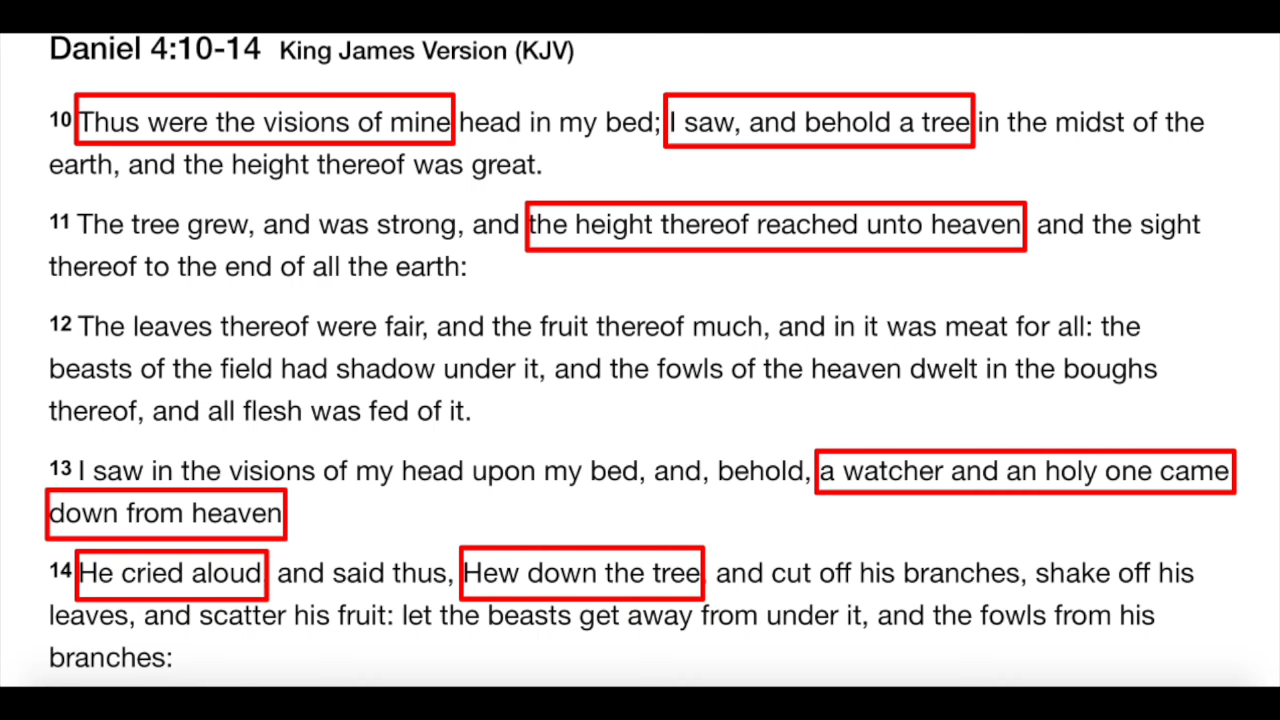 Daniel 4:10-14 King James Version (KJV)
10 Thus were the visions of mine head in my bed; I saw, and behold a tree in the midst of the
earth, and the height thereof was great.
11 The tree grew, and was strong, and the height thereof reached unto heaven, and the sight
thereof to the end of all the earth:
12 The leaves thereof were fair, and the fruit thereof much, and in it was meat for all: the
beasts of the field had shadow under it, and the fowls of the heaven dwelt in the boughs
thereof, and all flesh was fed of it.
13 I saw in the visions of my head upon my bed, and, behold, a watcher and an holy one came
down from heaven
14 He cried aloud, and said thus, Hew down the tree, and cut off his branches, shake off his
leaves, and scatter his fruit: let the beasts get away from under it, and the fowls from his
branches: